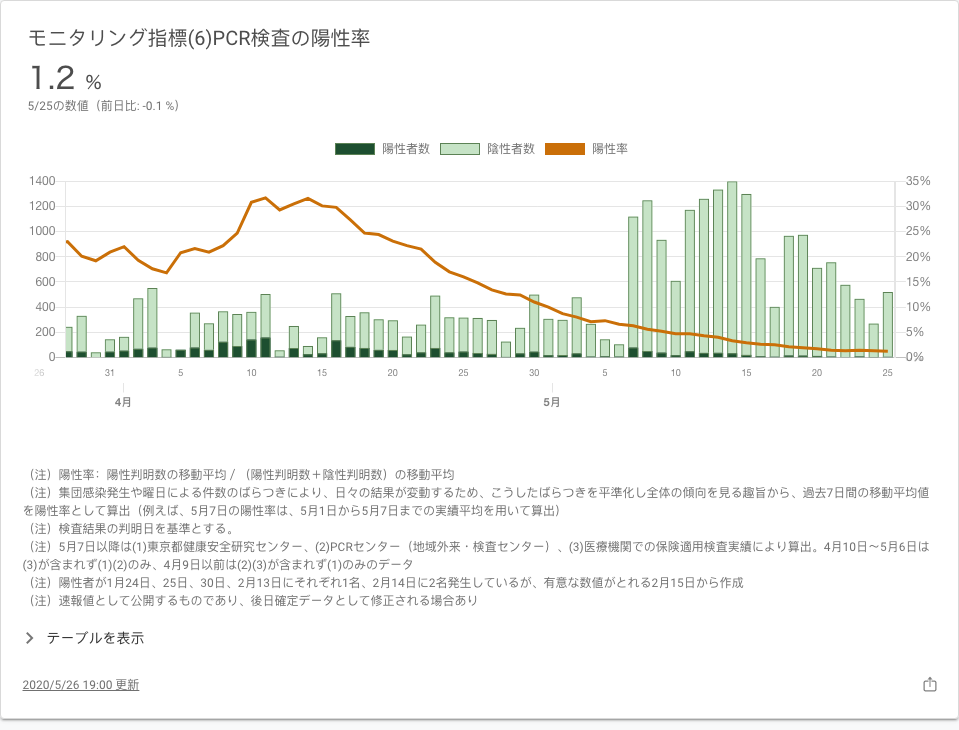 モニタリング指標(6)PCR検査の陽性率
1.2 %
5/25の数値（前日比: -0.1 %）
陽性者数 陰性者数 陽性率
1400 35%
1200 30%
1000 25%
800 20%
600 15%
400 10%
200 5%
0 0%
26 31 5 10 15 20 25 30 5 10 15 20 25
4月 5月
（注）陽性率：陽性判明数の移動平均 / （陽性判明数＋陰性判明数）の移動平均
（注）集団感染発生や曜日による件数のばらつきにより、日々の結果が変動するため、こうしたばらつきを平準化し全体の傾向を見る趣旨から、過去7日間の移動平均値
を陽性率として算出（例えば、5月7日の陽性率は、5月1日から5月7日までの実績平均を用いて算出）
（注）検査結果の判明日を基準とする。
（注）5月7日以降は(1)東京都健康安全研究センター、(2)PCRセンター（地域外来・検査センター）、(3)医療機関での保険適用検査実績により算出。4月10日～5月6日は
(3)が含まれず(1)(2)のみ、4月9日以前は(2)(3)が含まれず(1)のみのデータ
（注）陽性者が1月24日、25日、30日、2月13日にそれぞれ1名、2月14日に2名発生しているが、有意な数値がとれる2月15日から作成
（注）速報値として公開するものであり、後日確定データとして修正される場合あり
テーブルを表示
2020/5/26 19:00 更新